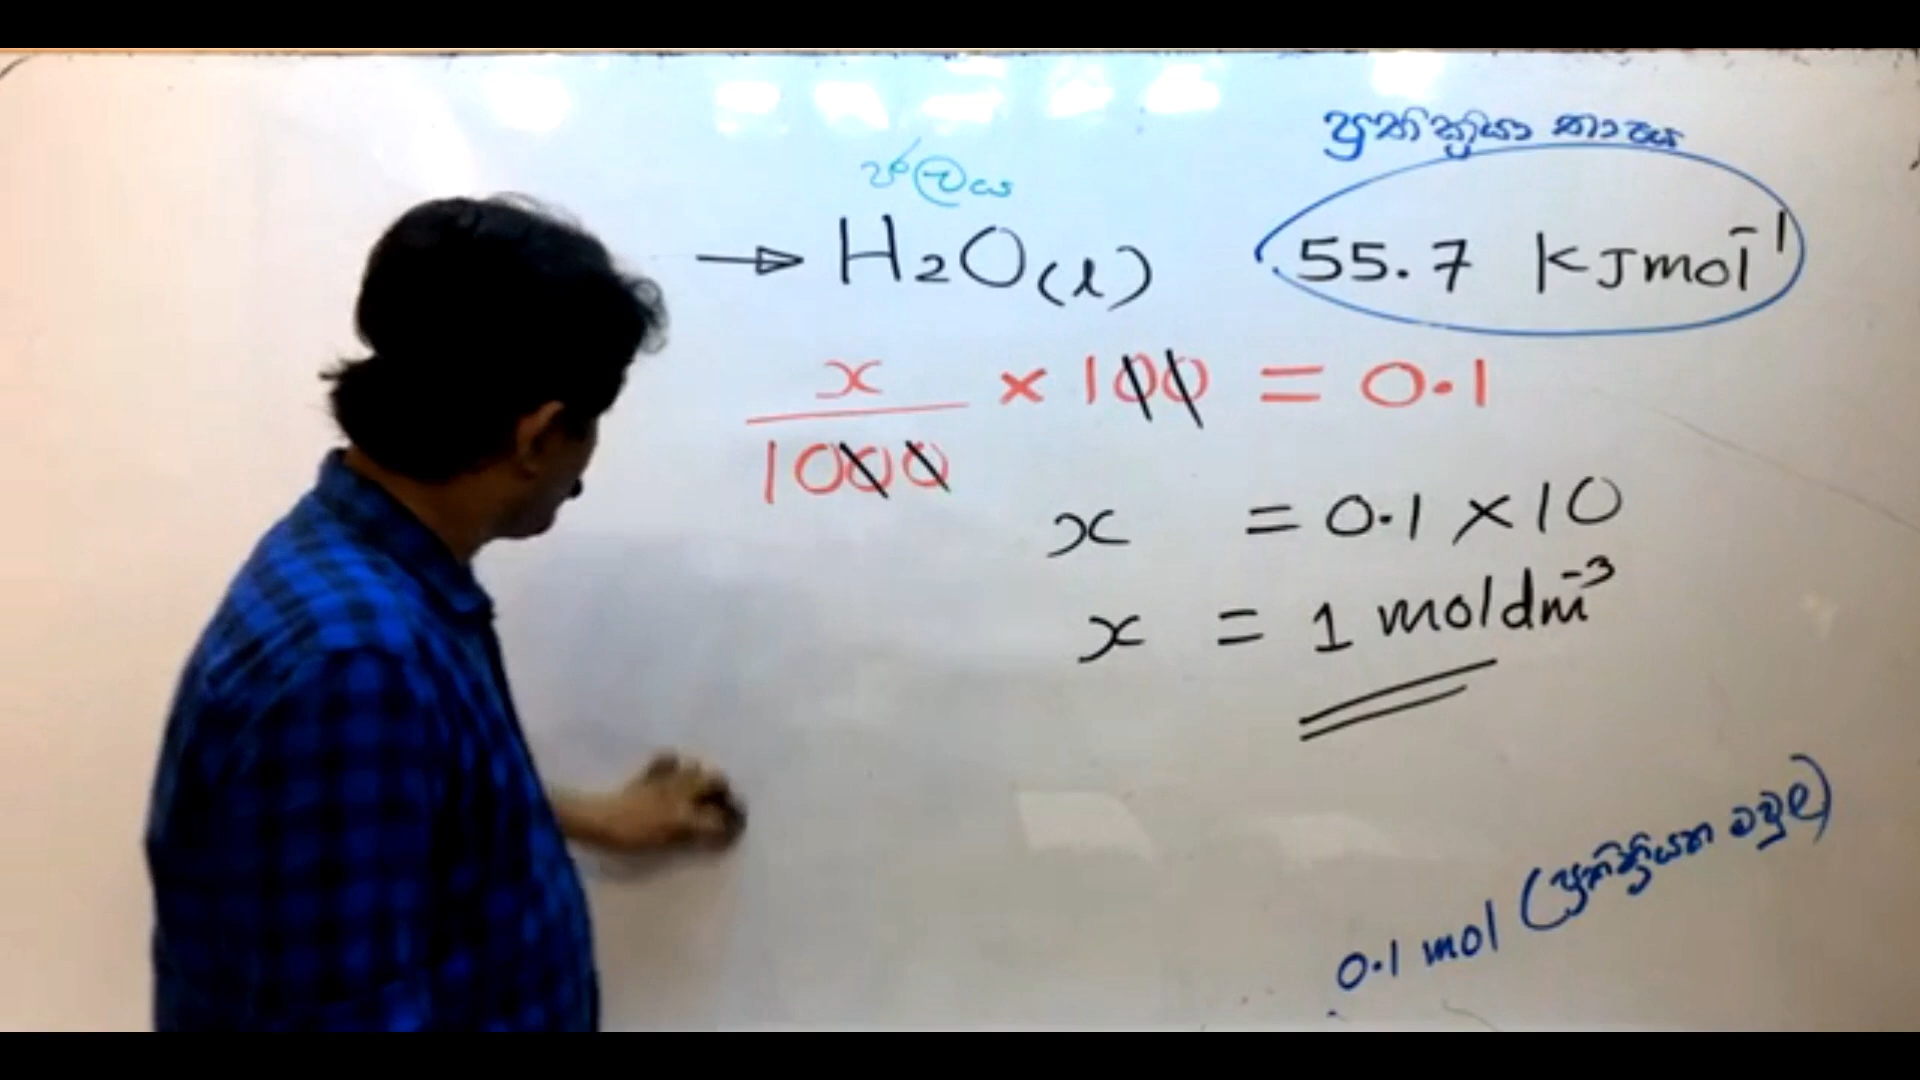 ප්‍රතික්‍රියා තාපය
ජලය
→ H₂O(l) 55.7 KJmol⁻¹
x/1000 × 100 = 0.1
x = 0.1 × 10
x = 1 moldm⁻³
0.1 mol (ප්‍රතික්‍රියක මවුල)